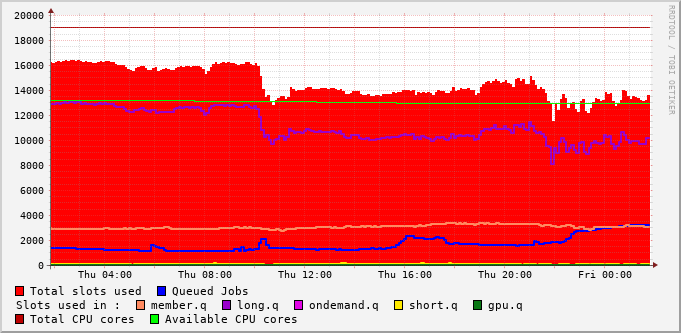 RRDTOOL / TOBI OETIKER
20000
18000
16000
14000
12000
10000
8000
6000
4000
2000
0
Thu 04:00 Thu 08:00 Thu 12:00 Thu 16:00 Thu 20:00 Fri 00:00
Total slots used Queued Jobs
Slots used in : member.q long.q ondemand.q short.q gpu.q
Total CPU cores Available CPU cores